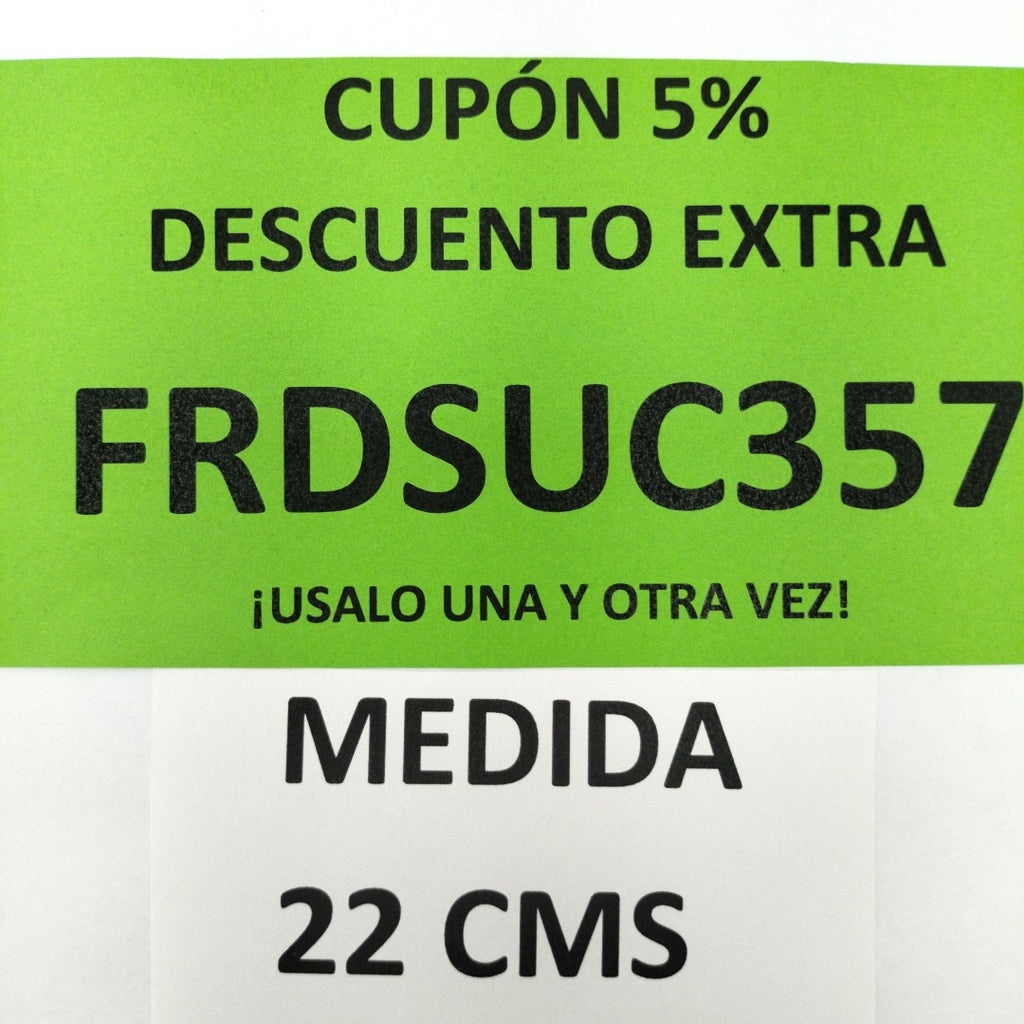 CUPÓN 5%
DESCUENTO EXTRA
FRDSUC357
¡USALO UNA Y OTRA VEZ!
MEDIDA
22 CMS